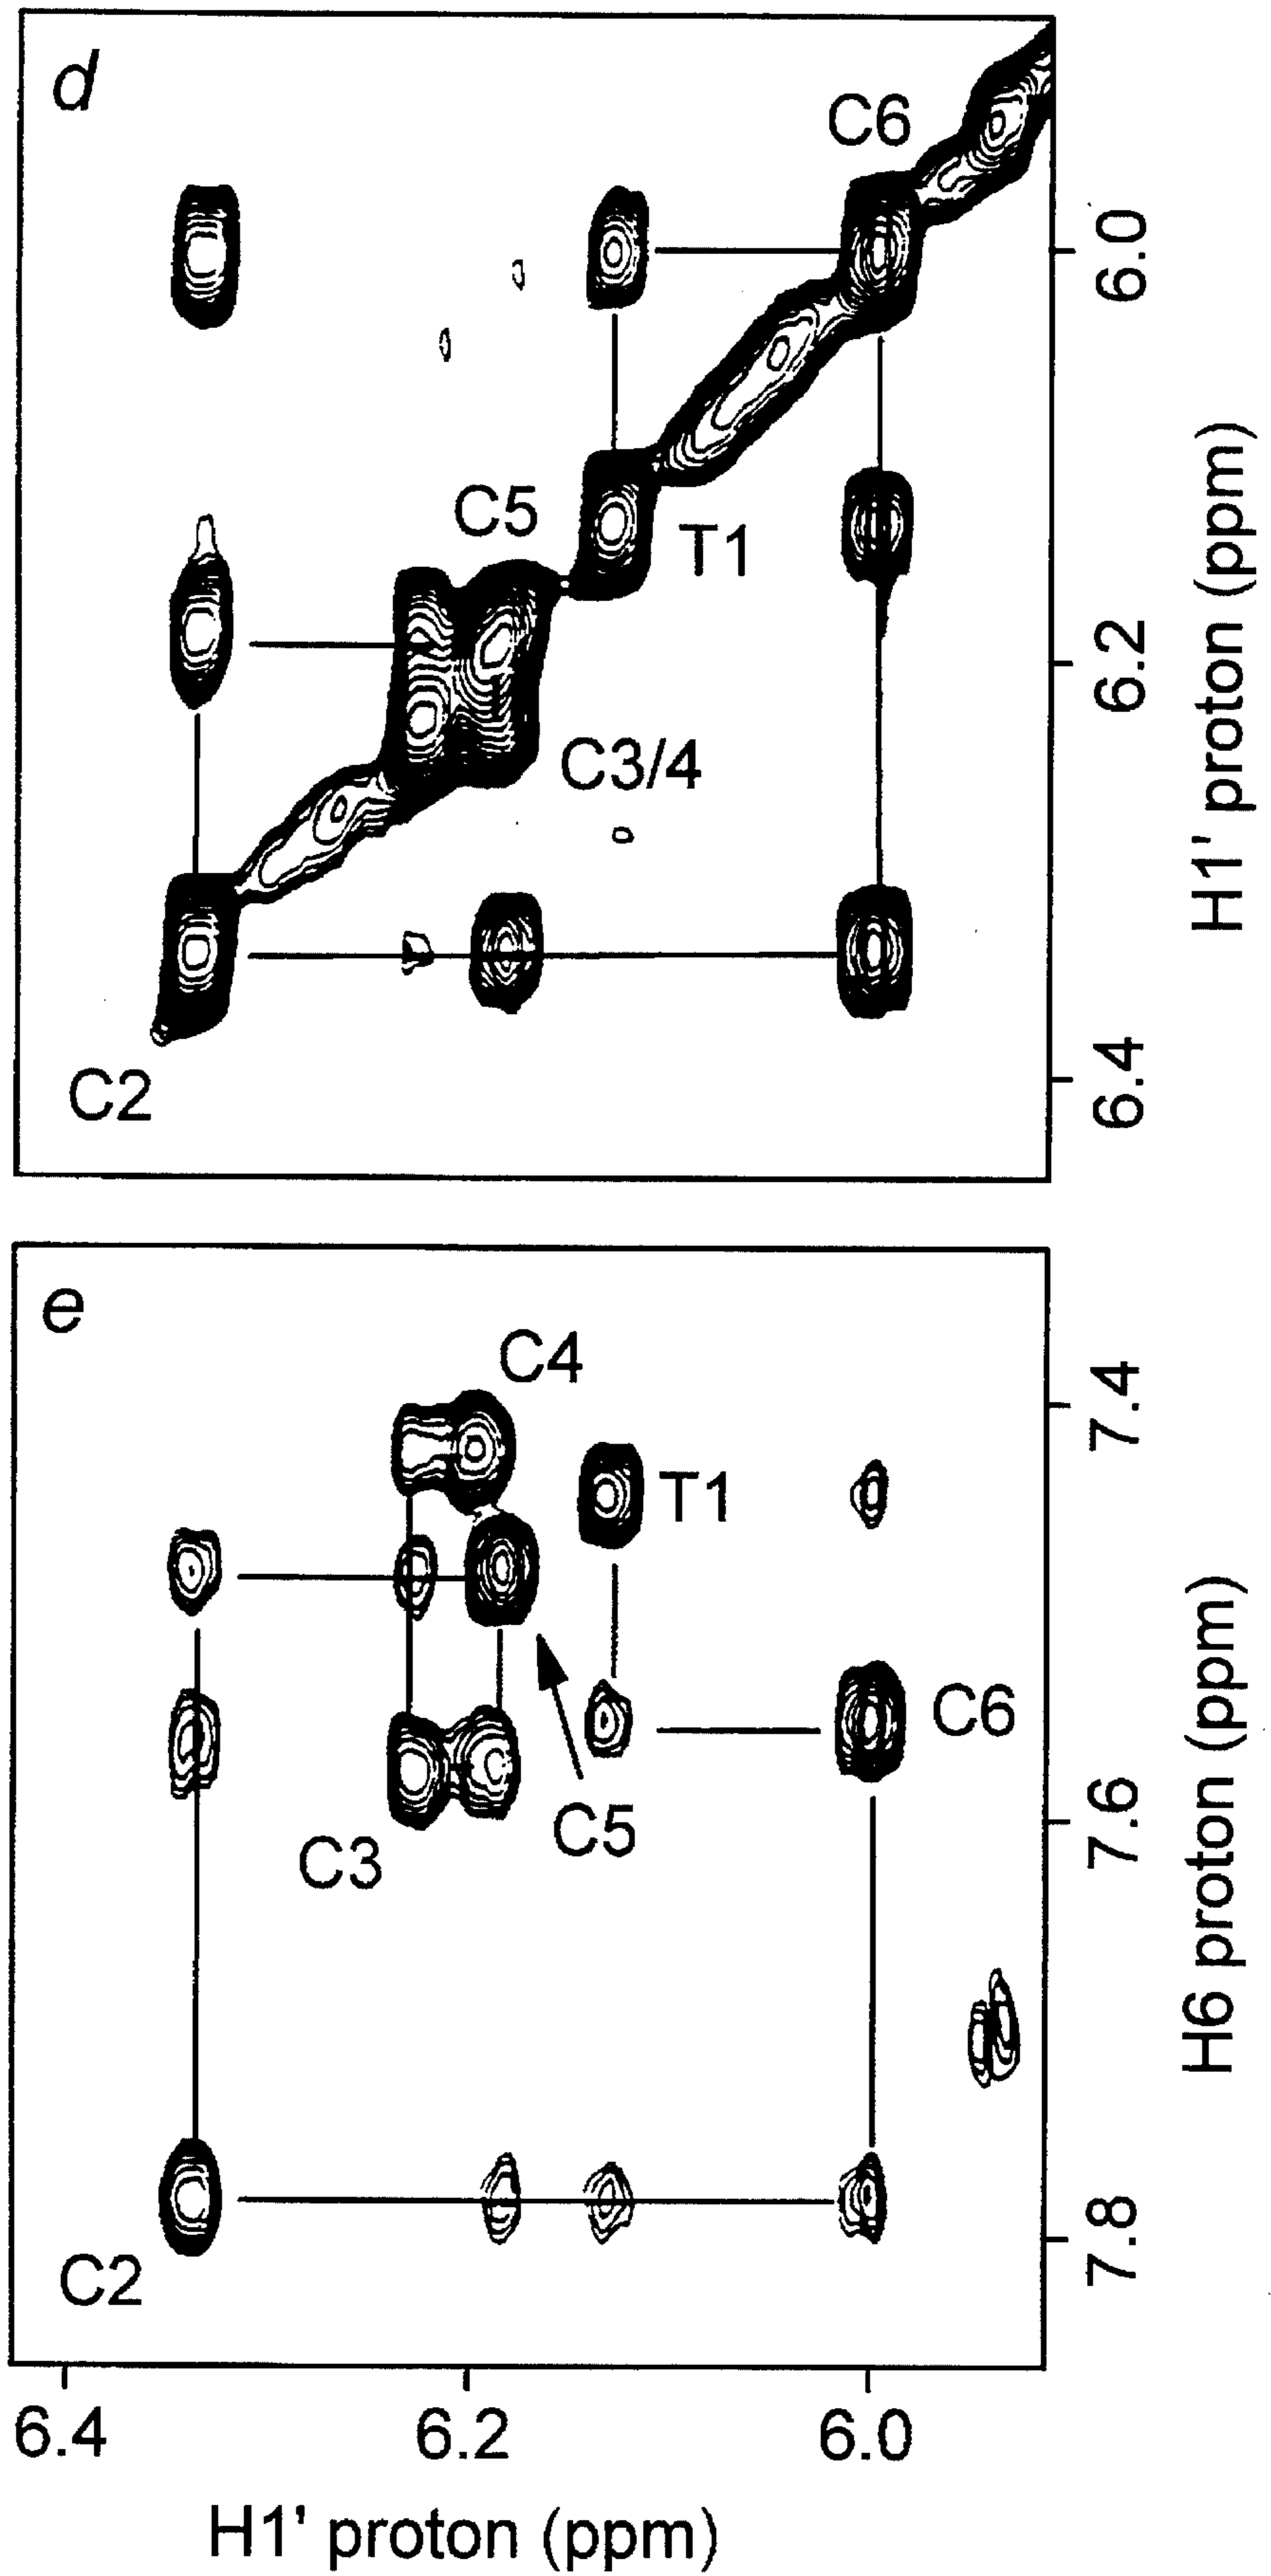 d
C6
6.0
C5
T1
6.2
C3/4
H1' proton (ppm)
C2
6.4
e
C4
7.4
T1
C6
C5
C3
7.6
H6 proton (ppm)
C2
7.8
6.4 6.2 6.0
H1' proton (ppm)